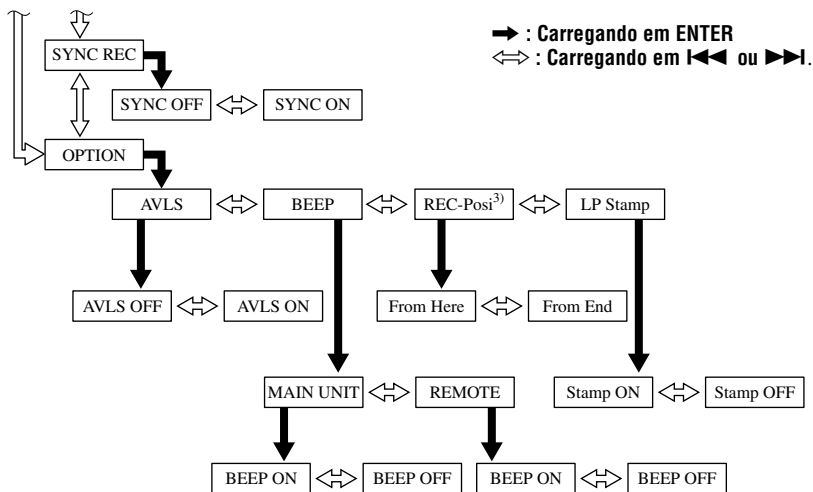 ➡ : Carregando em ENTER
SYNC REC
⇔ : Carregando em ⏮ ou ⏭.
SYNC OFF ⇔ SYNC ON
OPTION
AVLS ⇔ BEEP ⇔ REC-Posi3) ⇔ LP Stamp
AVLS OFF ⇔ AVLS ON From Here ⇔ From End
MAIN UNIT ⇔ REMOTE Stamp ON ⇔ Stamp OFF
BEEP ON ⇔ BEEP OFF BEEP ON ⇔ BEEP OFF